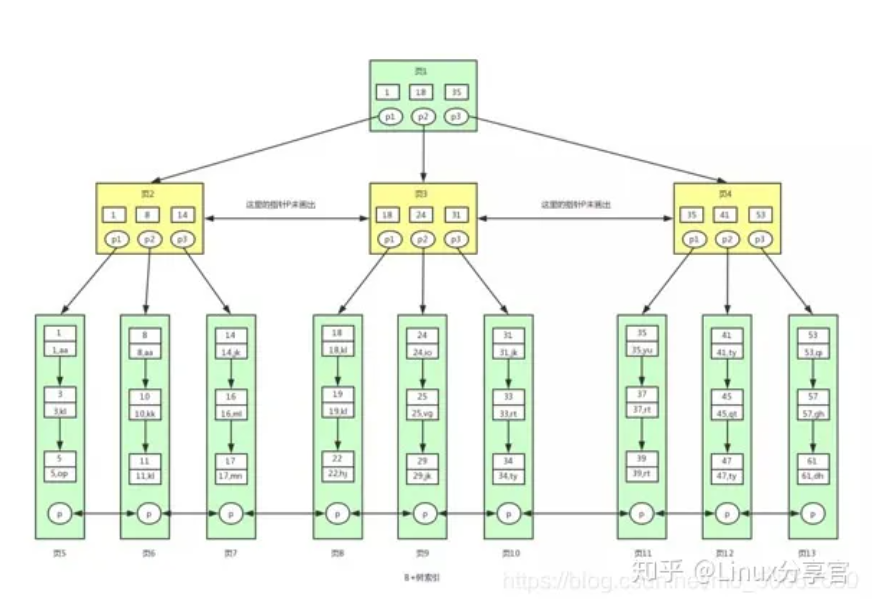 页1
1 18 35
p1 p2 p3
页2
1 8 14
p1 p2 p3
这里的指针P未画出
页3
18 24 31
p1 p2 p3
这里的指针P未画出
页4
35 41 53
p1 p2 p3
1
1,aa
3
3,kl
5
5,op
p
页5
8
8,aa
10
10,kk
11
11,kl
p
页6
14
14,jk
16
16,ml
17
17,mn
p
页7
18
18,kl
19
19,kl
22
22,hj
p
页8
24
24,io
25
25,vg
29
29,jk
p
页9
31
31,jk
33
33,rt
34
34,ty
p
页10
35
35,yu
37
37,rt
39
39,rt
p
页11
41
41,ty
45
45,qt
47
47,ty
p
页12
53
53,qi
57
57,gh
61
61,dh
p
页13
B+树索引
知乎 @Linux分享官